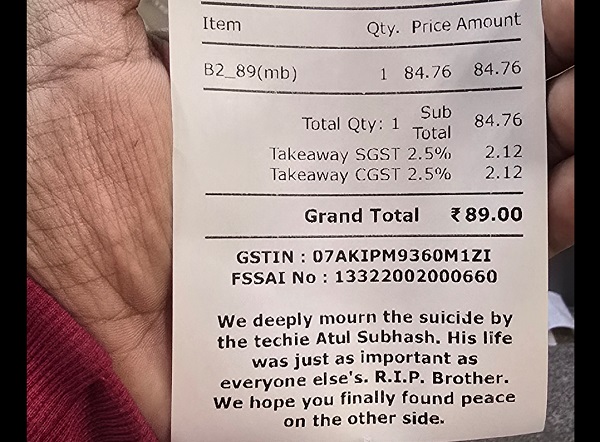 Item Qty. Price Amount
B2_89(mb) 1 84.76 84.76
Total Qty: 1 Sub Total 84.76
Takeaway SGST 2.5% 2.12
Takeaway CGST 2.5% 2.12
Grand Total ₹89.00
GSTIN : 07AKIPM9360M1ZI
FSSAI No : 13322002000660
We deeply mourn the suicide by
the techie Atul Subhash. His life
was just as important as
everyone else's. R.I.P. Brother.
We hope you finally found peace
on the other side.